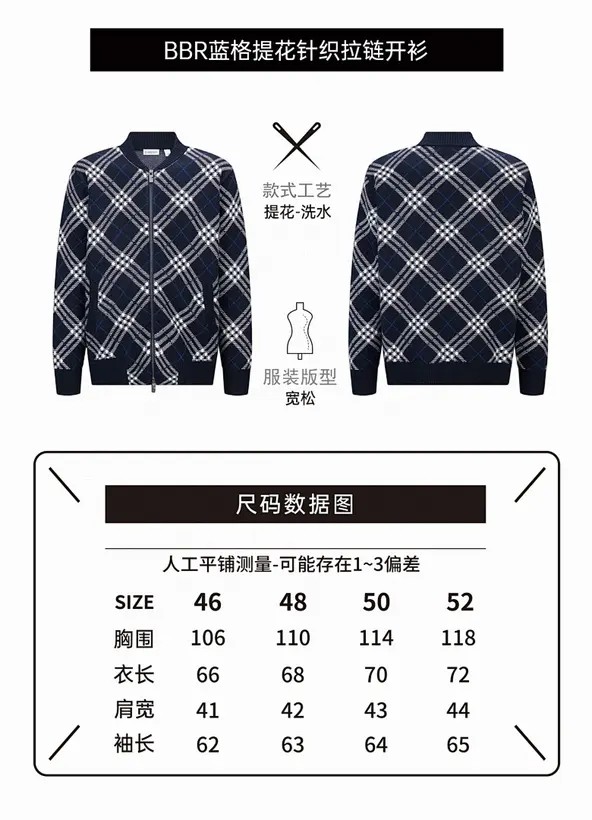 BBR蓝格提花针织拉链开衫
款式工艺
提花-洗水
服装版型
宽松
尺码数据图
人工平铺测量-可能存在1~3偏差
SIZE 46 48 50 52
胸围 106 110 114 118
衣长 66 68 70 72
肩宽 41 42 43 44
袖长 62 63 64 65